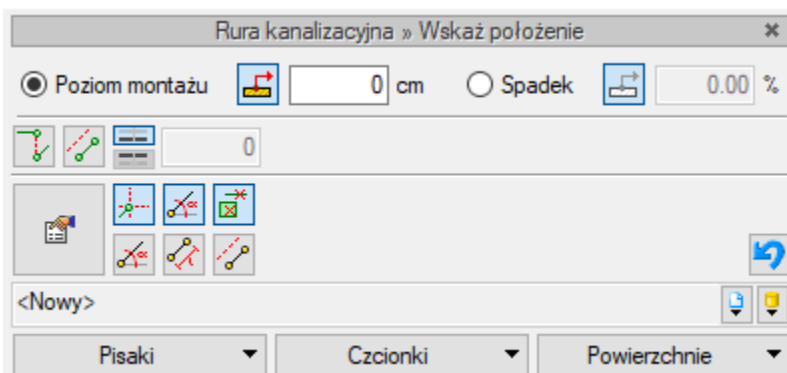 Rura kanalizacyjna » Wskaż położenie
Poziom montażu 0 cm Spadek 0.00 %
0
<Nowy>
Pisaki Czcionki Powierzchnie